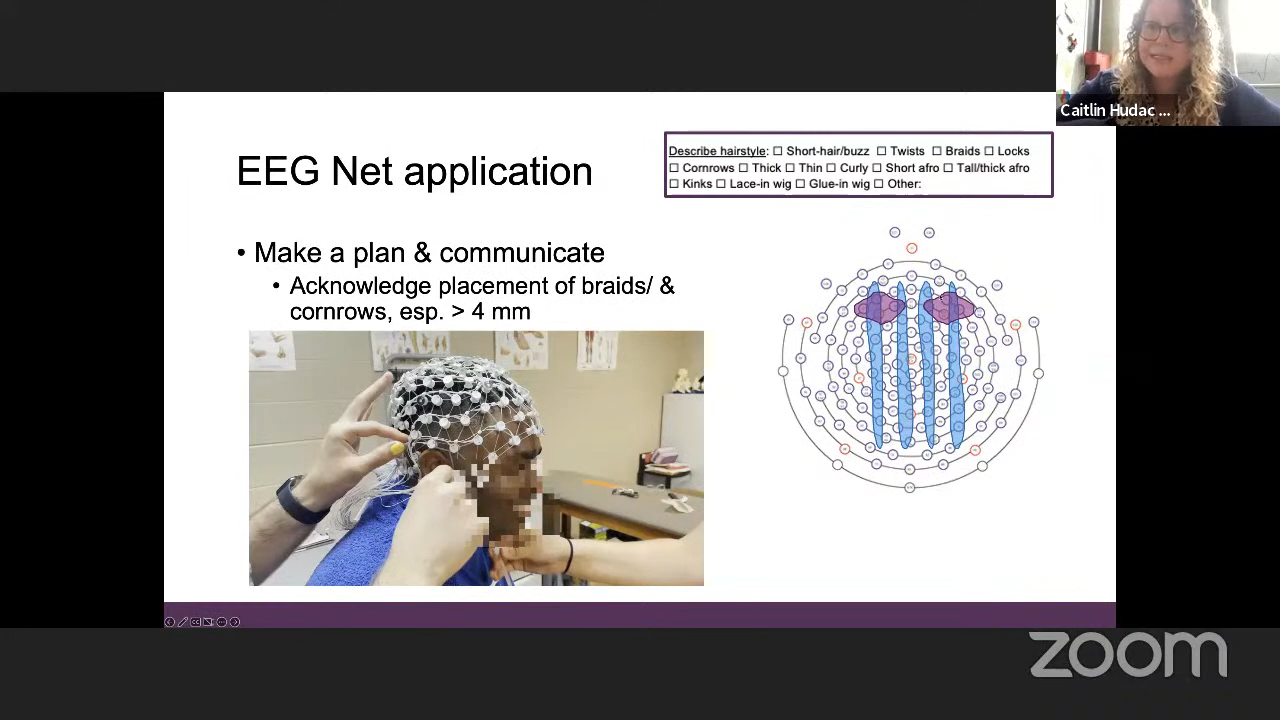 Caitlin Hudac ...
EEG Net application
Describe hairstyle: ☐ Short-hair/buzz ☐ Twists ☐ Braids ☐ Locks
☐ Cornrows ☐ Thick ☐ Thin ☐ Curly ☐ Short afro ☐ Tall/thick afro
☐ Kinks ☐ Lace-in wig ☐ Glue-in wig ☐ Other:
• Make a plan & communicate
• Acknowledge placement of braids/ &
cornrows, esp. > 4 mm
zoom